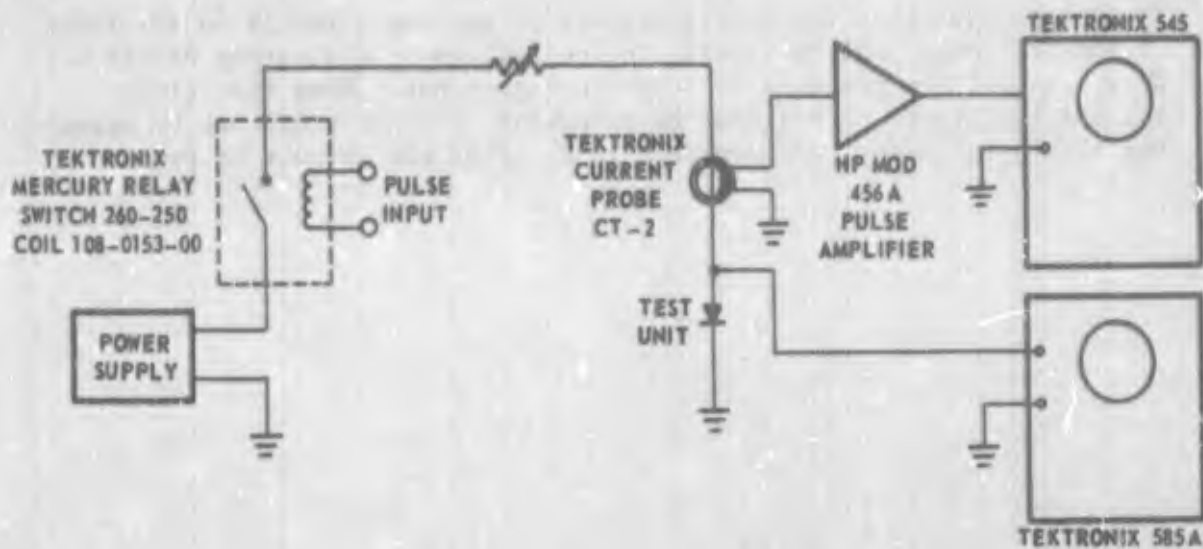 TEKTRONIX 545
TEKTRONIX
MERCURY RELAY
SWITCH 260-250
COIL 108-0153-00
PULSE
INPUT
TEKTRONIX
CURRENT
PROBE
CT-2
HP MOD
456A
PULSE
AMPLIFIER
POWER
SUPPLY
TEST
UNIT
TEKTRONIX 585A